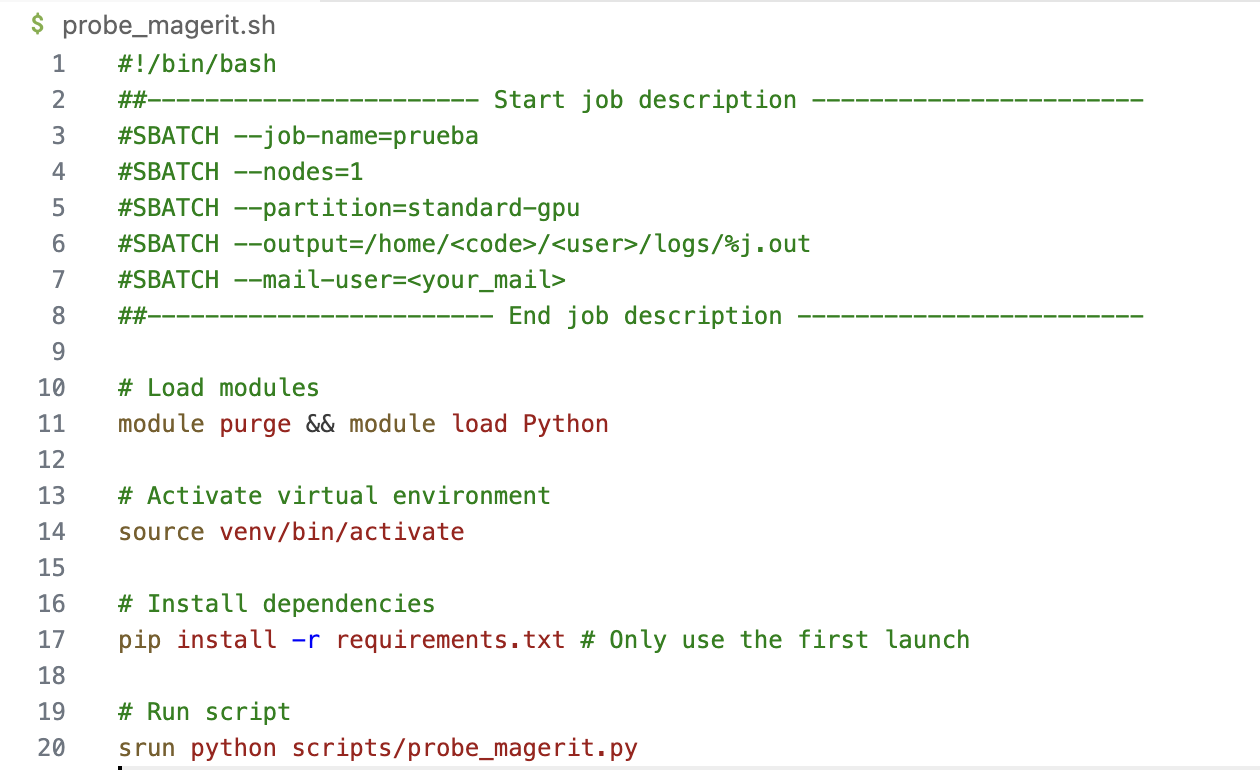 $ probe_magerit.sh
1 #!/bin/bash
2 ##----------------------- Start job description -----------------------
3 #SBATCH --job-name=prueba
4 #SBATCH --nodes=1
5 #SBATCH --partition=standard-gpu
6 #SBATCH --output=/home/<code>/<user>/logs/%j.out
7 #SBATCH --mail-user=<your_mail>
8 ##------------------------ End job description ------------------------
9
10 # Load modules
11 module purge && module load Python
12
13 # Activate virtual environment
14 source venv/bin/activate
15
16 # Install dependencies
17 pip install -r requirements.txt # Only use the first launch
18
19 # Run script
20 srun python scripts/probe_magerit.py